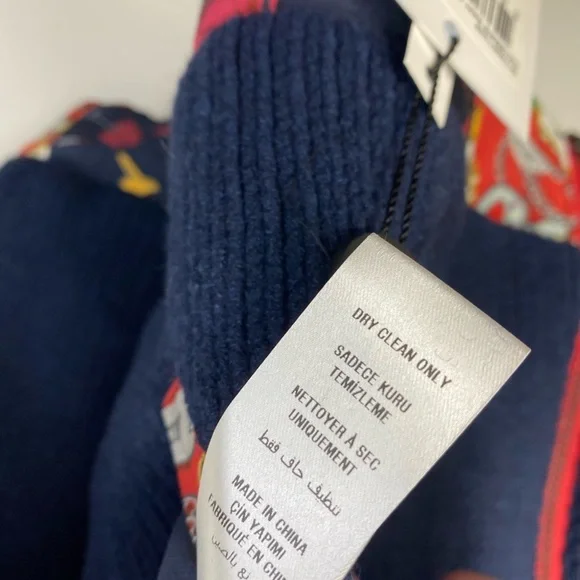 DRY CLEAN ONLY
SADECE KURU
TEMİZLEME
NETTOYER À SEC
UNIQUEMENT
تنظيف جاف فقط
MADE IN CHINA
ÇİN YAPIMI
FABRIQUÉ EN CHINE